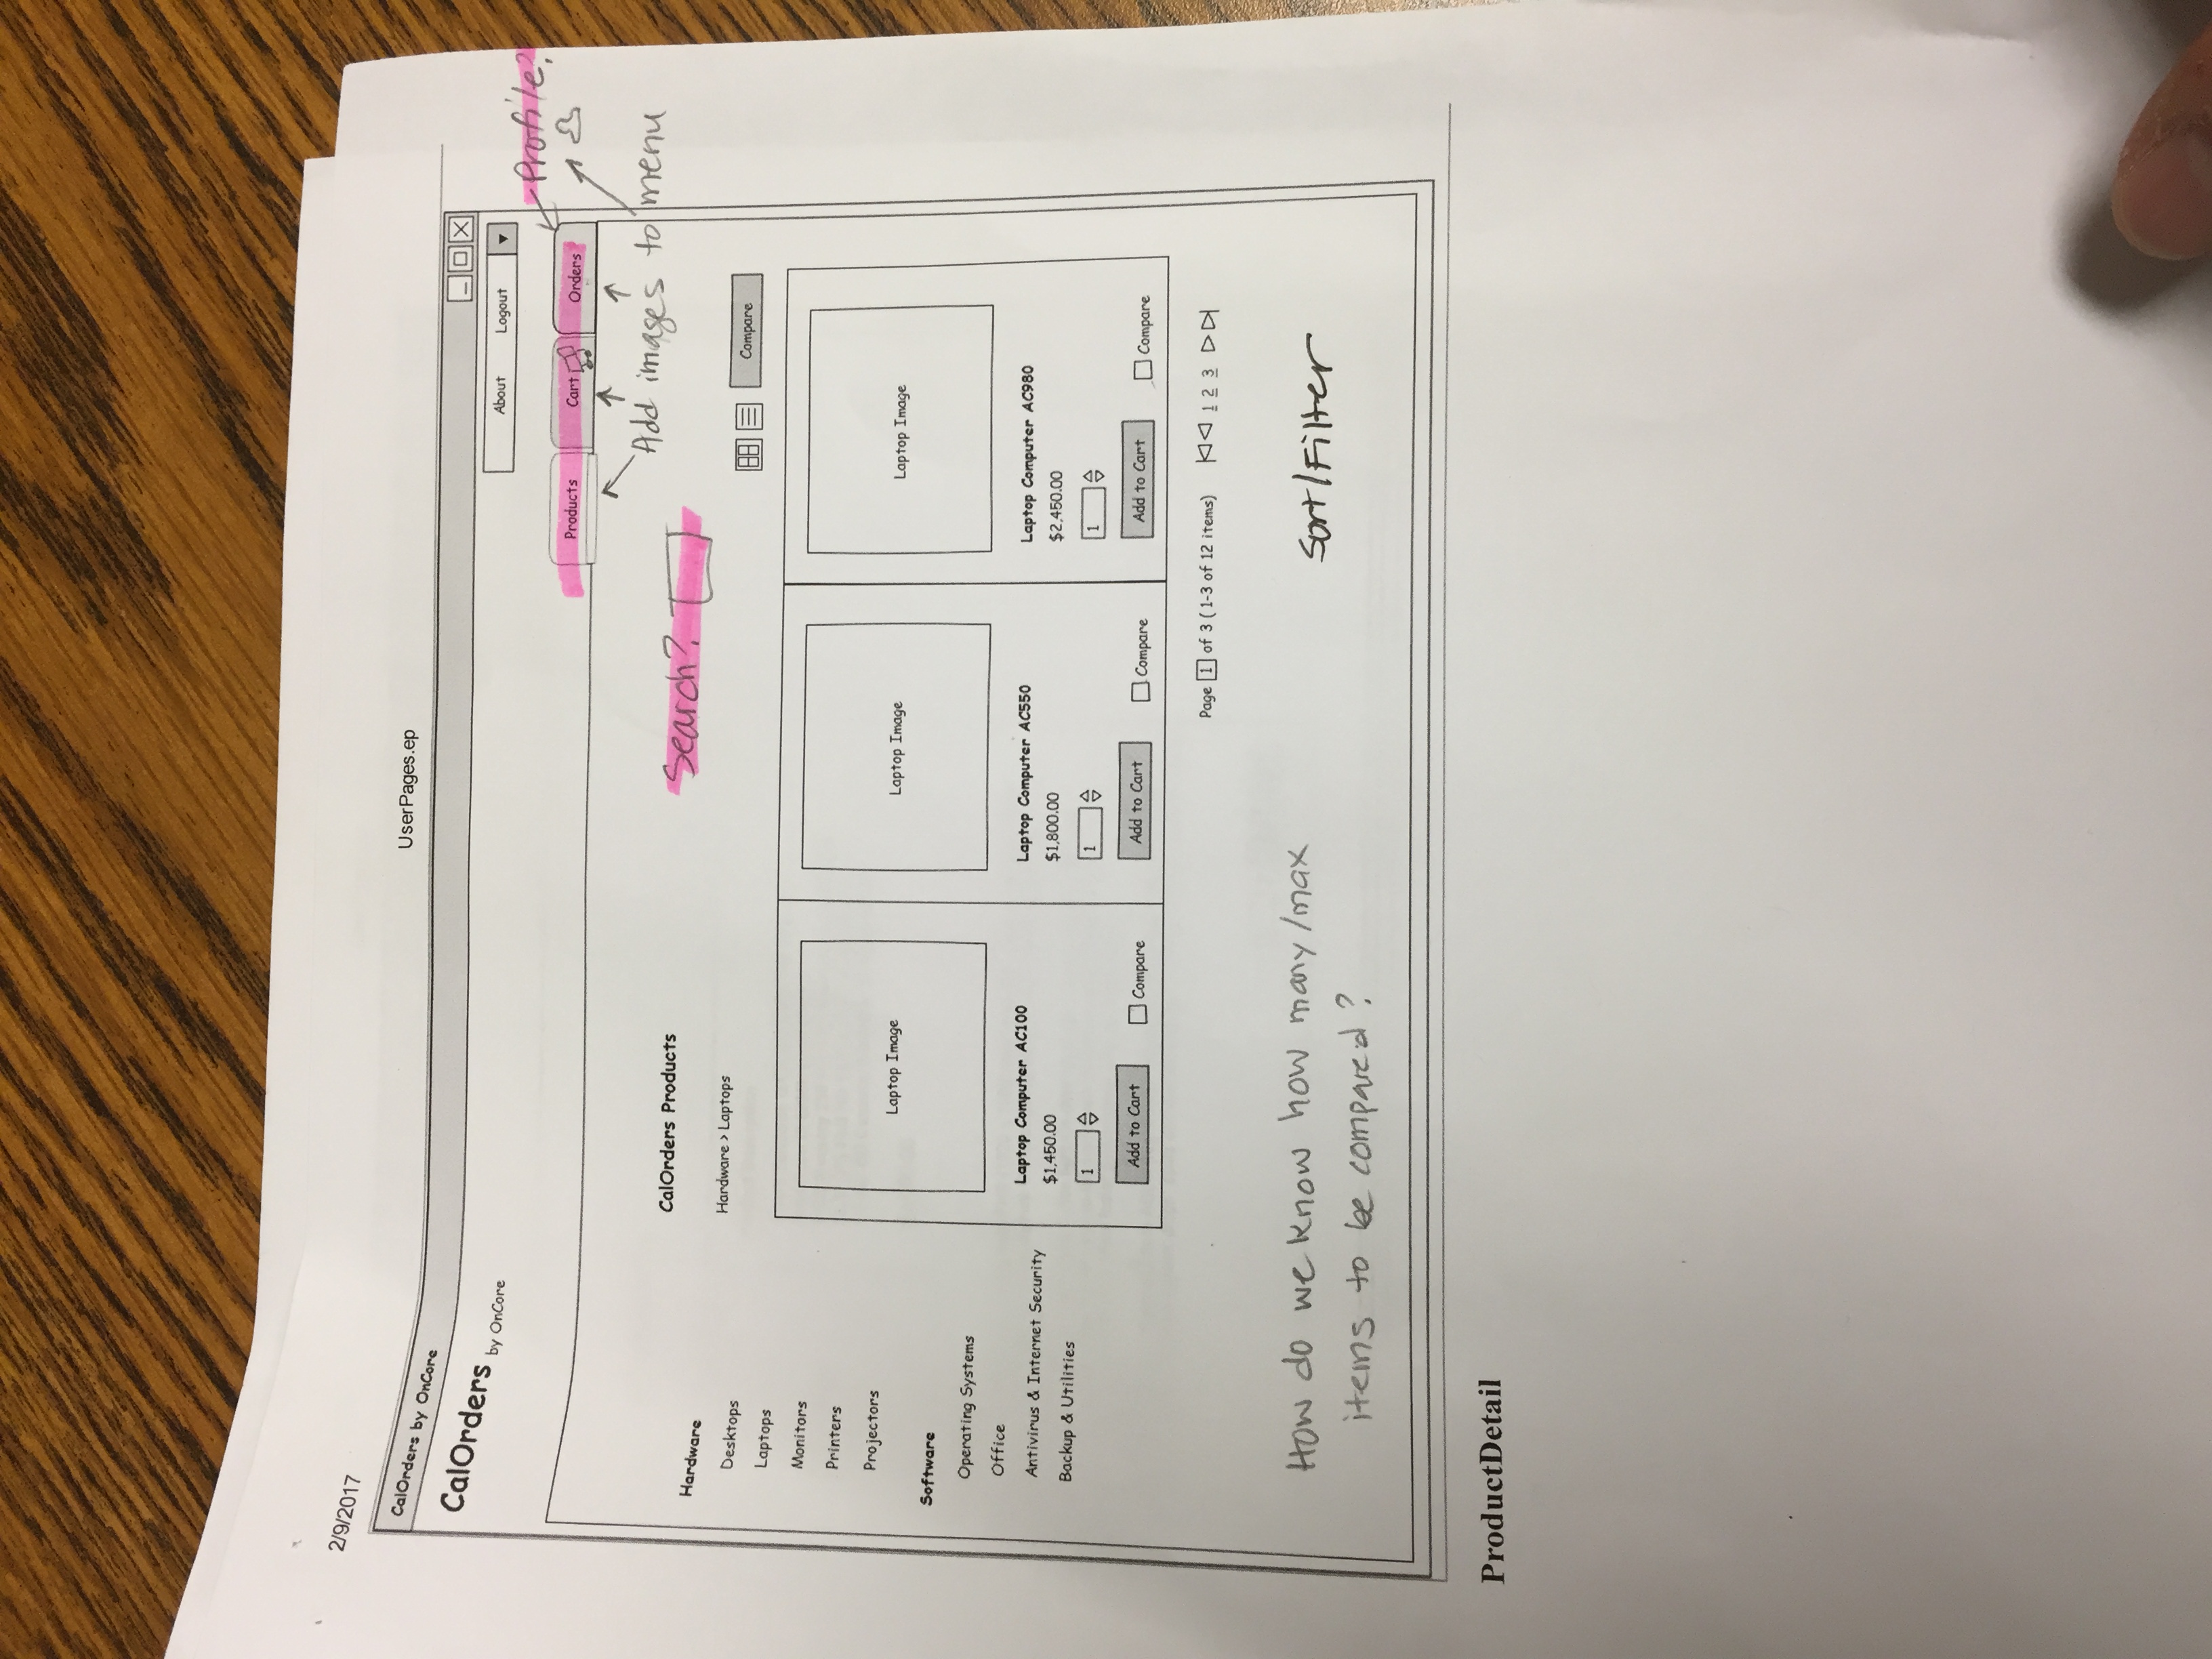 2/9/2017
UserPages.ep
CalOrders by OnCore
CalOrders by OnCore
About Logout
Profile?
Products Cart Orders
Add images to menu
Search?
CalOrders Products
Hardware > Laptops
Compare
Hardware
Desktops
Laptops
Monitors
Printers
Projectors
Software
Operating Systems
Office
Antivirus & Internet Security
Backup & Utilities
Laptop Image Laptop Image Laptop Image
Laptop Computer AC100 Laptop Computer AC550 Laptop Computer AC980
$1,450.00 $1,800.00 $2,450.00
1 1 1
Add to Cart Compare Add to Cart Compare Add to Cart Compare
Page 1 of 3 ( 1-3 of 12 items) 1 2 3
How do we know how many/max
items to be compared?
Sort/Filter
ProductDetail